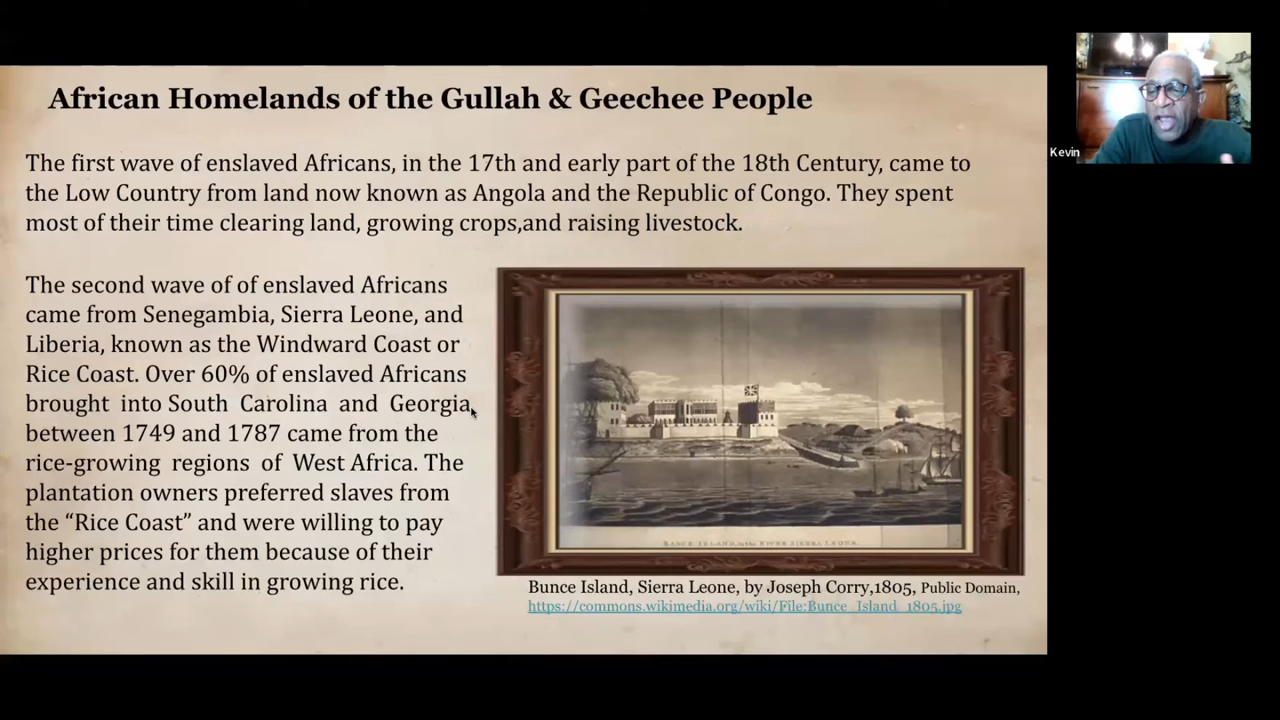 African Homelands of the Gullah & Geechee People
Kevin
The first wave of enslaved Africans, in the 17th and early part of the 18th Century, came to
the Low Country from land now known as Angola and the Republic of Congo. They spent
most of their time clearing land, growing crops,and raising livestock.
The second wave of of enslaved Africans
came from Senegambia, Sierra Leone, and
Liberia, known as the Windward Coast or
Rice Coast. Over 60% of enslaved Africans
brought into South Carolina and Georgia
between 1749 and 1787 came from the
rice-growing regions of West Africa. The
plantation owners preferred slaves from
the “Rice Coast” and were willing to pay
higher prices for them because of their
experience and skill in growing rice.
BANCE ISLAND, in the RIVER SIERRA LEONE.
Bunce Island, Sierra Leone, by Joseph Corry,1805, Public Domain,
https://commons.wikimedia.org/wiki/File:Bunce_Island_1805.jpg